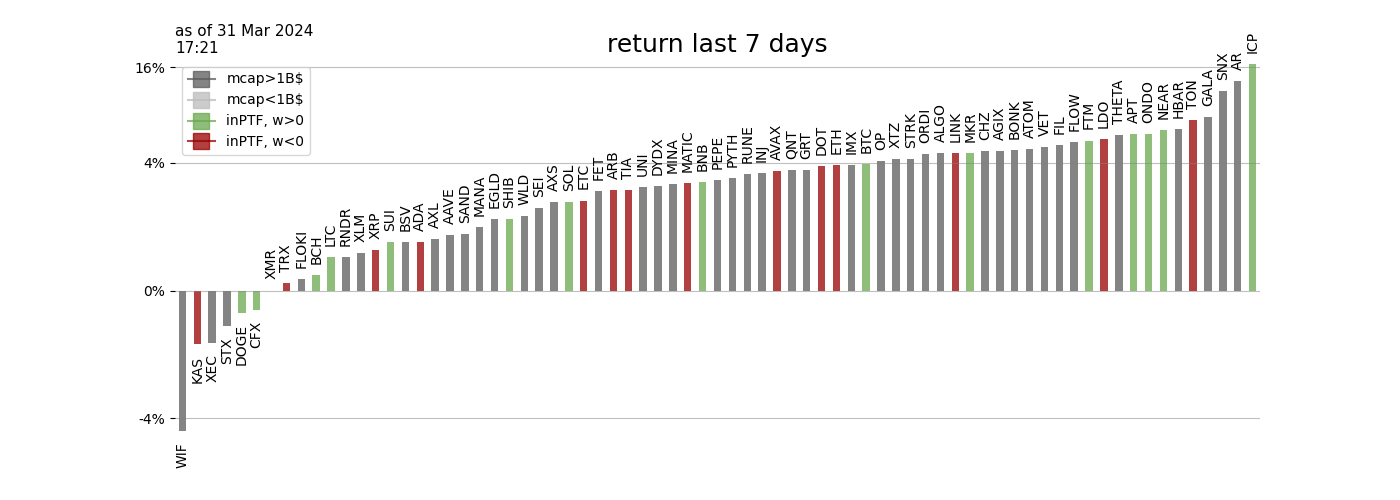 as of 31 Mar 2024
17:21
return last 7 days
mcap>1B$
mcap<1B$
inPTF, w>0
inPTF, w<0
16%
4%
0%
-4%
WIF
KAS
XEC
STX
DOGE
CFX
XMR
TRX
FLOKI
BCH
LTC
RNDR
XLM
XRP
SUI
BSV
ADA
AXL
AAVE
SAND
MANA
EGLD
SHIB
WLD
SEI
AXS
SOL
ETC
FET
ARB
TIA
UNI
DYDX
MINA
MATIC
BNB
PEPE
PYTH
RUNE
INJ
AVAX
QNT
GRT
DOT
ETH
IMX
BTC
OP
XTZ
STRK
ORDI
ALGO
LINK
MKR
CHZ
AGIX
BONK
ATOM
VET
FIL
FLOW
FTM
LDO
THETA
APT
ONDO
NEAR
HBAR
TON
GALA
SNX
AR
ICP